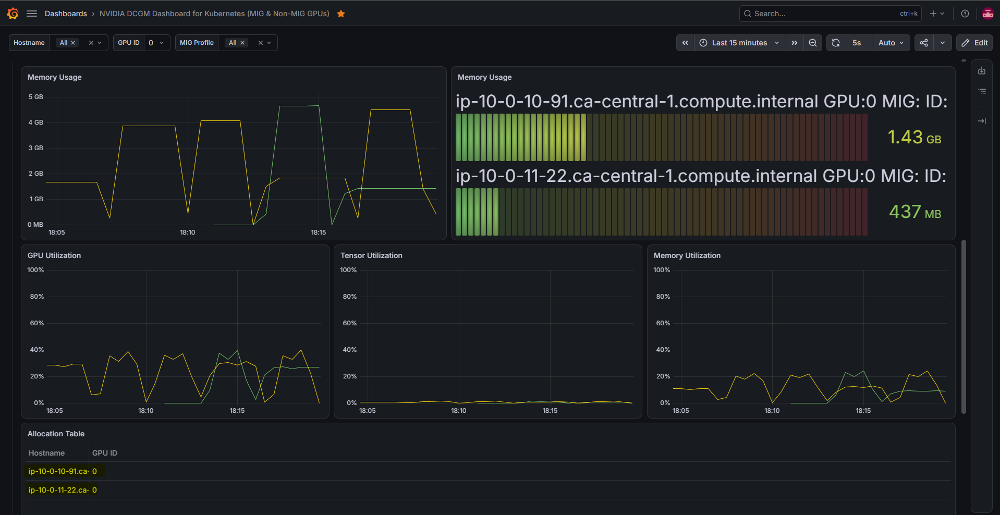 Dashboards › NVIDIA DCGM Dashboard for Kubernetes (MIG & Non-MIG GPUs)
Search... ctrl+k
Hostname All GPU ID 0 MIG Profile All
Last 15 minutes 5s Auto Edit
Memory Usage
5 GB
4 GB
3 GB
2 GB
1 GB
0 MB
18:05 18:10 18:15
Memory Usage
ip-10-0-10-91.ca-central-1.compute.internal GPU:0 MIG: ID:
1.43 GB
ip-10-0-11-22.ca-central-1.compute.internal GPU:0 MIG: ID:
437 MB
GPU Utilization
100%
80%
60%
40%
20%
0%
18:05 18:10 18:15
Tensor Utilization
100%
80%
60%
40%
20%
0%
18:05 18:10 18:15
Memory Utilization
100%
80%
60%
40%
20%
0%
18:05 18:10 18:15
Allocation Table
Hostname GPU ID
ip-10-0-10-91.ca- 0
ip-10-0-11-22.ca- 0